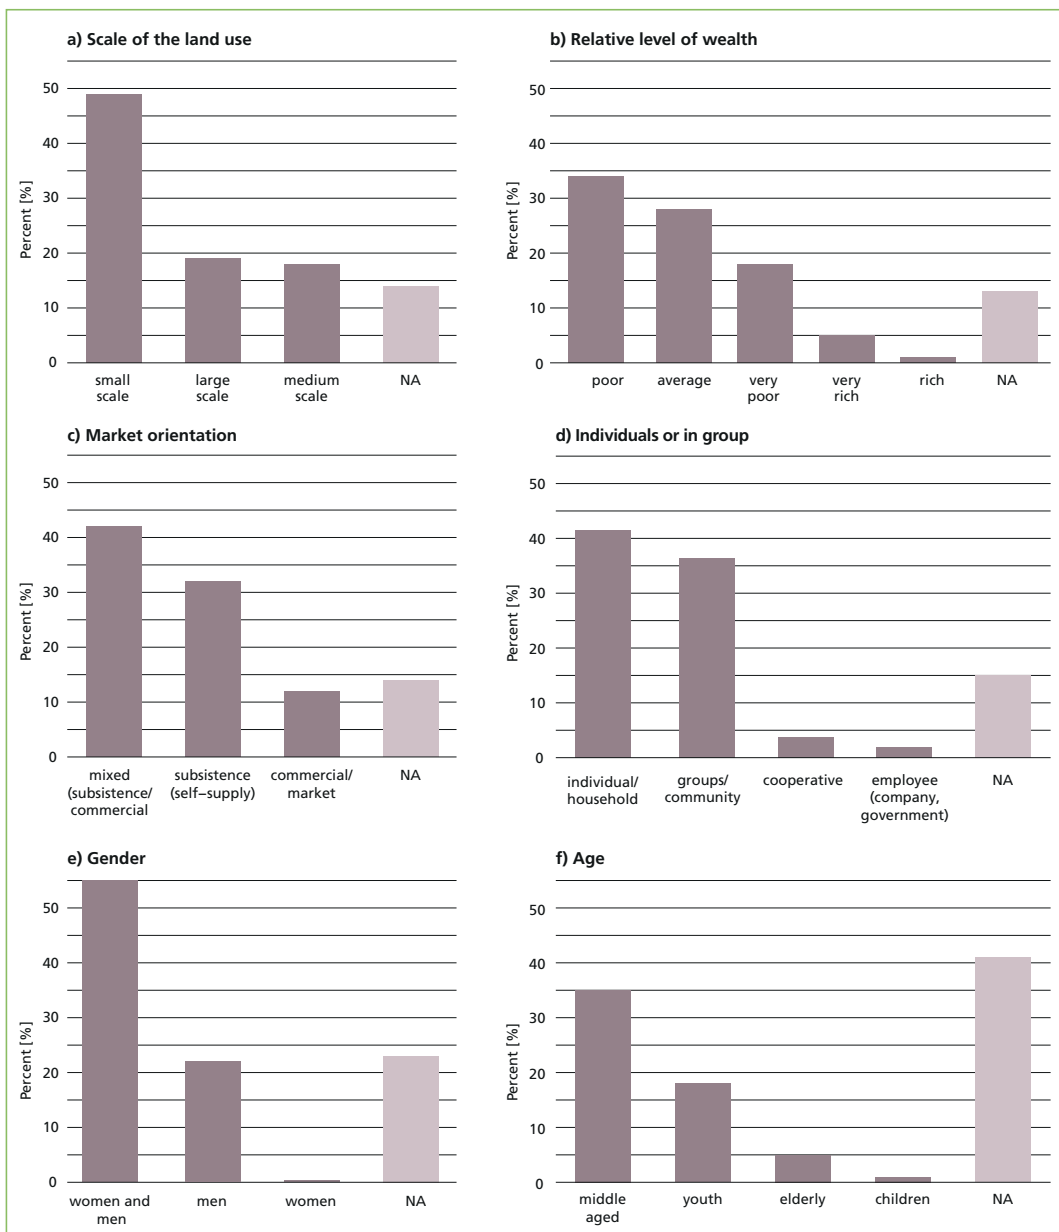 a) Scale of the land use
Percent [%]
50
40
30
20
10
0
small
scale
large
scale
medium
scale
NA
b) Relative level of wealth
Percent [%]
50
40
30
20
10
0
poor
average
very
poor
very
rich
rich
NA
c) Market orientation
Percent [%]
50
40
30
20
10
0
mixed
(subsistence/
commercial
subsistence
(self–supply)
commercial/
market
NA
d) Individuals or in group
Percent [%]
50
40
30
20
10
0
individual/
household
groups/
community
cooperative
employee
(company,
government)
NA
e) Gender
Percent [%]
50
40
30
20
10
0
women and
men
men
women
NA
f) Age
Percent [%]
50
40
30
20
10
0
middle
aged
youth
elderly
children
NA